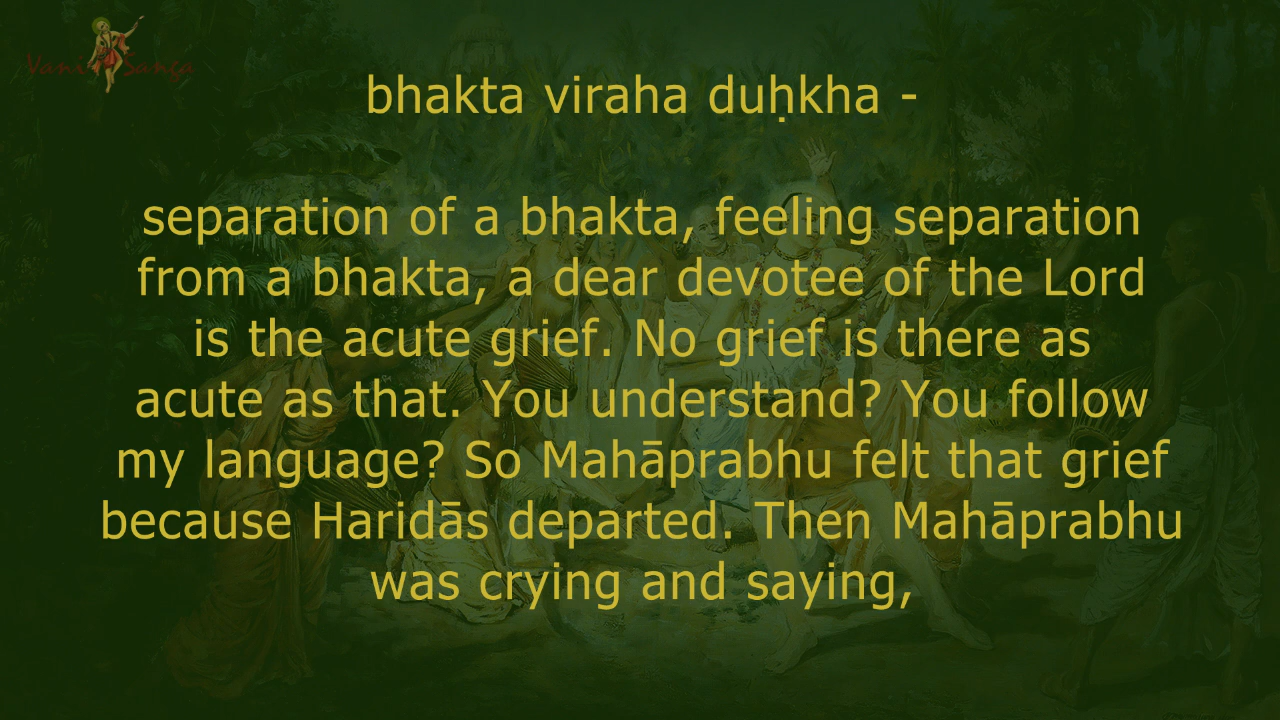 Vani Sanga
bhakta viraha duḥkha -
separation of a bhakta, feeling separation
from a bhakta, a dear devotee of the Lord
is the acute grief. No grief is there as
acute as that. You understand? You follow
my language? So Mahāprabhu felt that grief
because Haridās departed. Then Mahāprabhu
was crying and saying,